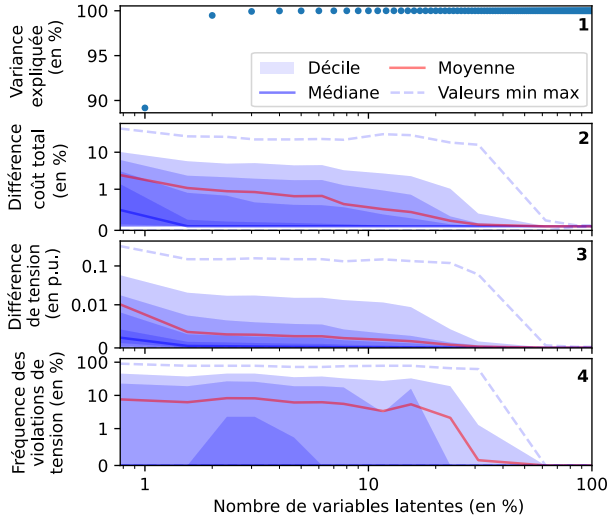 Variance
expliquée
(en %)
100
95
90
1
Décile
Médiane
Moyenne
Valeurs min max
Différence
coût total
(en %)
10
1
0
2
Différence
de tension
(en p.u.)
0.1
0.01
0
3
Fréquence des
violations de
tension (en %)
100
10
1
0
4
1
10
100
Nombre de variables latentes (en %)